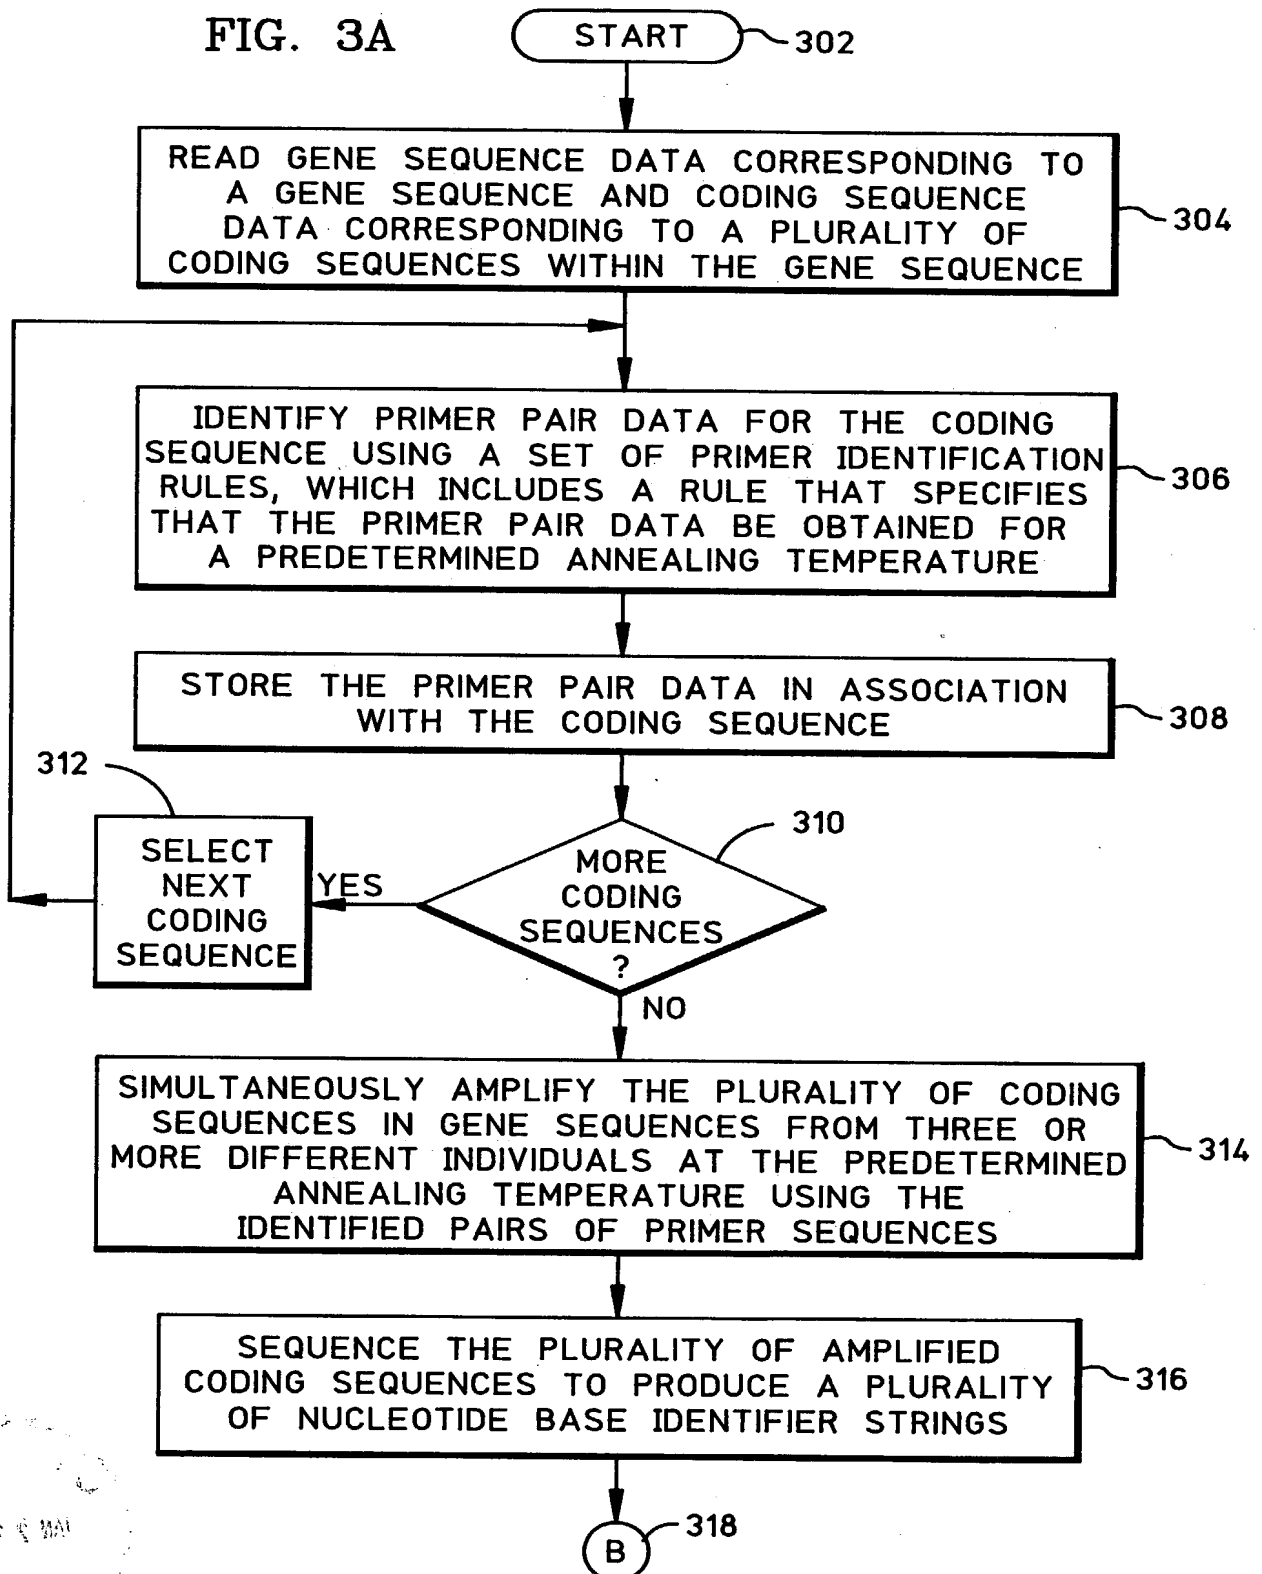 FIG. 3A
START
302
READ GENE SEQUENCE DATA CORRESPONDING TO
A GENE SEQUENCE AND CODING SEQUENCE
DATA CORRESPONDING TO A PLURALITY OF
CODING SEQUENCES WITHIN THE GENE SEQUENCE
304
IDENTIFY PRIMER PAIR DATA FOR THE CODING
SEQUENCE USING A SET OF PRIMER IDENTIFICATION
RULES, WHICH INCLUDES A RULE THAT SPECIFIES
THAT THE PRIMER PAIR DATA BE OBTAINED FOR
A PREDETERMINED ANNEALING TEMPERATURE
306
STORE THE PRIMER PAIR DATA IN ASSOCIATION
WITH THE CODING SEQUENCE
308
312
SELECT
NEXT
CODING
SEQUENCE
YES
MORE
CODING
SEQUENCES
?
310
NO
SIMULTANEOUSLY AMPLIFY THE PLURALITY OF CODING
SEQUENCES IN GENE SEQUENCES FROM THREE OR
MORE DIFFERENT INDIVIDUALS AT THE PREDETERMINED
ANNEALING TEMPERATURE USING THE
IDENTIFIED PAIRS OF PRIMER SEQUENCES
314
SEQUENCE THE PLURALITY OF AMPLIFIED
CODING SEQUENCES TO PRODUCE A PLURALITY
OF NUCLEOTIDE BASE IDENTIFIER STRINGS
316
B
318